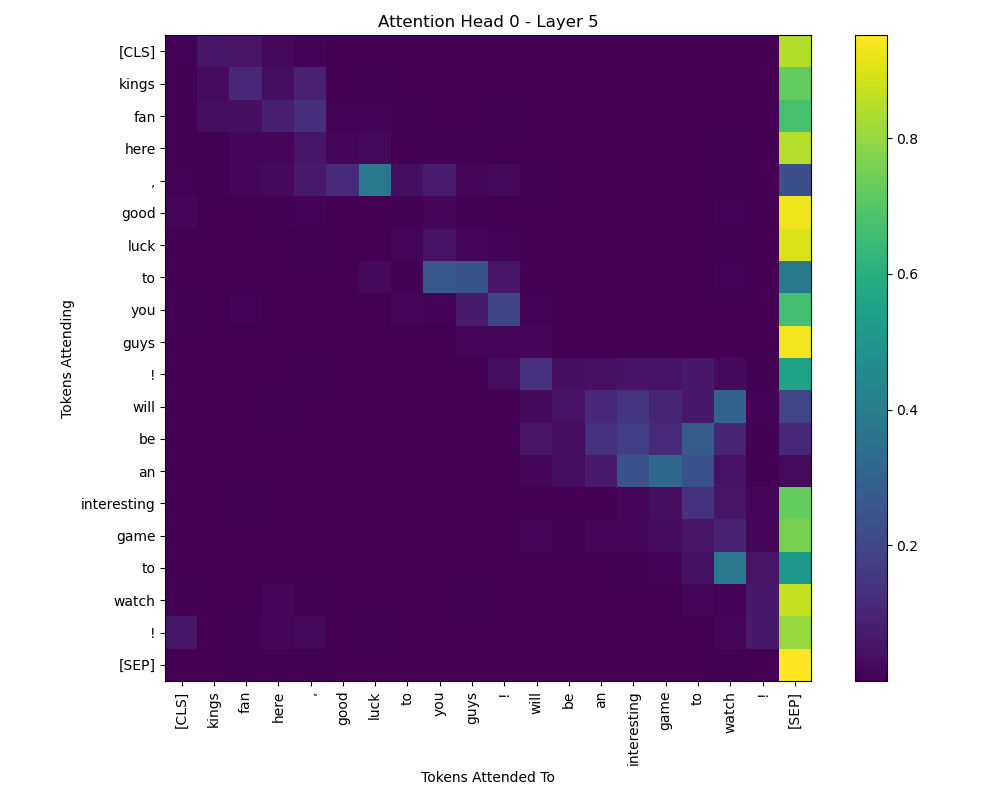 Attention Head 0 - Layer 5
Tokens Attending
[CLS]
kings
fan
here
,
good
luck
to
you
guys
!
will
be
an
interesting
game
to
watch
!
[SEP]
[CLS]
kings
fan
here
,
good
luck
to
you
guys
!
will
be
an
interesting
game
to
watch
!
[SEP]
Tokens Attended To
0.8
0.6
0.4
0.2